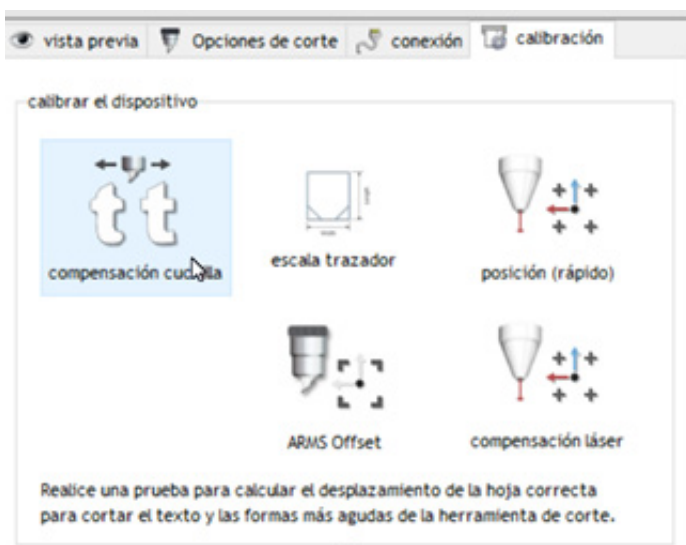 vista previa Opciones de corte conexión calibración
calibrar el dispositivo
compensación cuchilla
escala trazador
posición (rápido)
ARMS Offset
compensación láser
Realice una prueba para calcular el desplazamiento de la hoja correcta
para cortar el texto y las formas más agudas de la herramienta de corte.